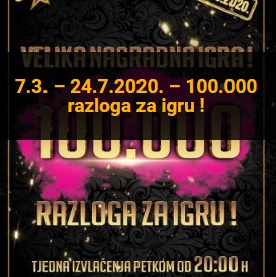 2020.
VELIKA NAGRADNA IGRA!
7.3. – 24.7.2020. – 100.000
razloga za igru !
100.000
RAZLOGA ZA IGRU!
TJEDNA IZVLAČENJA PETKOM OD 20:00 H